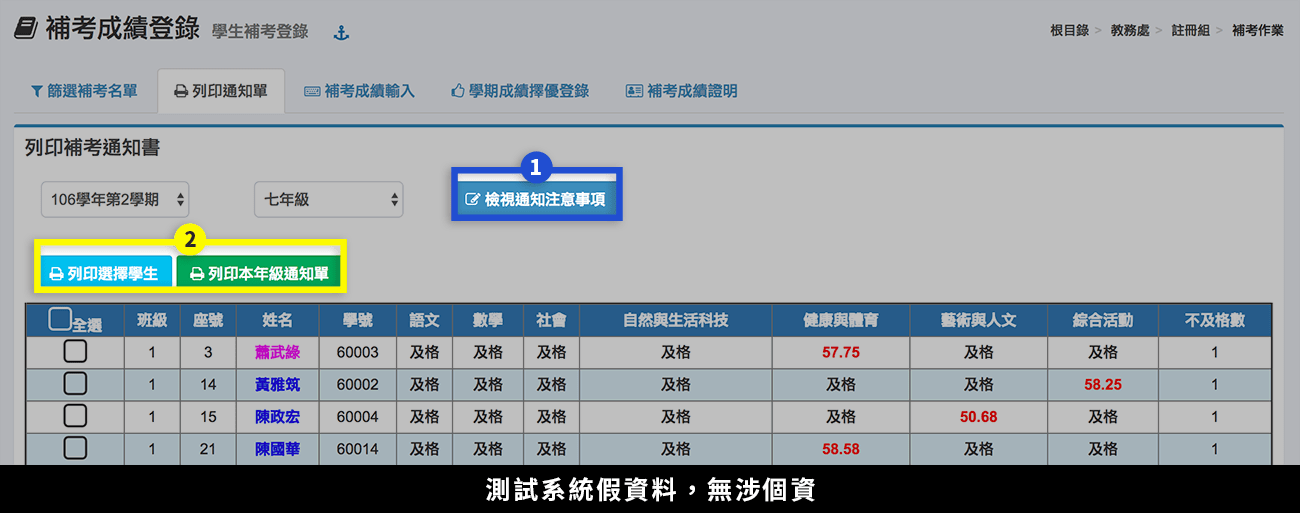 補考成績登錄 學生補考登錄 根目錄 > 教務處 > 註冊組 > 補考作業
篩選補考名單 列印通知單 補考成績輸入 學期成績擇優登錄 補考成績證明
列印補考通知書
1
106學年第2學期 七年級 檢視通知注意事項
2
列印選擇學生 列印本年級通知單
全選 班級 座號 姓名 學號 語文 數學 社會 自然與生活科技 健康與體育 藝術與人文 綜合活動 不及格數
1 3 蕭武綠 60003 及格 及格 及格 及格 57.75 及格 及格 1
1 14 黃雅筑 60002 及格 及格 及格 及格 及格 及格 58.25 1
1 15 陳政宏 60004 及格 及格 及格 及格 及格 50.68 及格 1
1 21 陳國華 60014 及格 及格 及格 及格 58.58 及格 及格 1
測試系統假資料，無涉個資